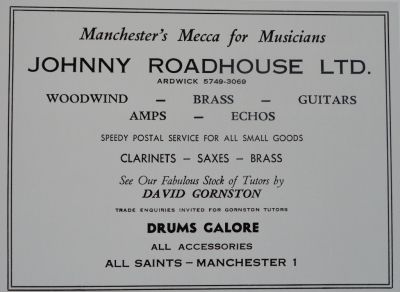 Manchester's Mecca for Musicians
JOHNNY ROADHOUSE LTD.
ARDWICK 5749-3069
WOODWIND — BRASS — GUITARS
AMPS — ECHOS
SPEEDY POSTAL SERVICE FOR ALL SMALL GOODS
CLARINETS – SAXES – BRASS
See Our Fabulous Stock of Tutors by
DAVID GORNSTON
TRADE ENQUIRIES INVITED FOR GORNSTON TUTORS
DRUMS GALORE
ALL ACCESSORIES
ALL SAINTS – MANCHESTER 1